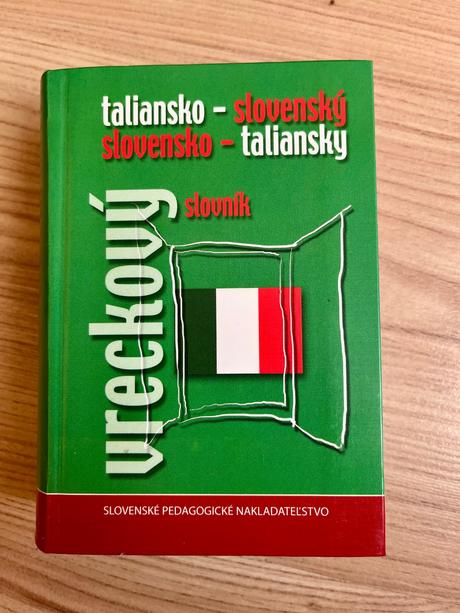 taliansko - slovenský
slovensko - taliansky
vreckový
slovník
SLOVENSKÉ PEDAGOGICKÉ NAKLADATEĽSTVO